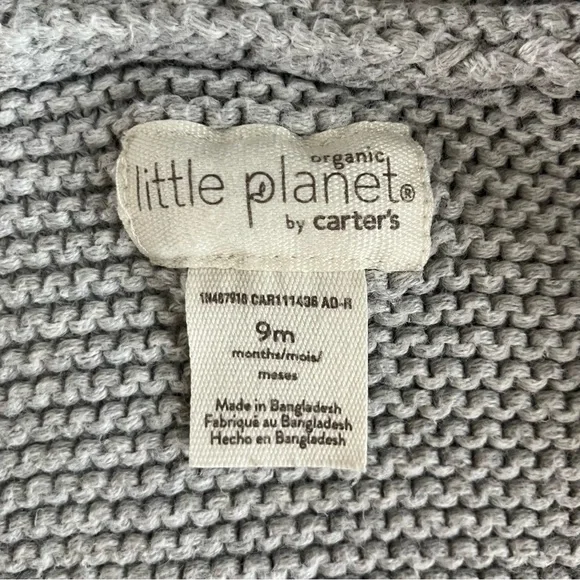 organic
little planet®
by carter's
1N487910 CAR111436 AD-R
9m
months/mois/
meses
Made in Bangladesh
Fabriqué au Bangladesh
Hecho en Bangladesh